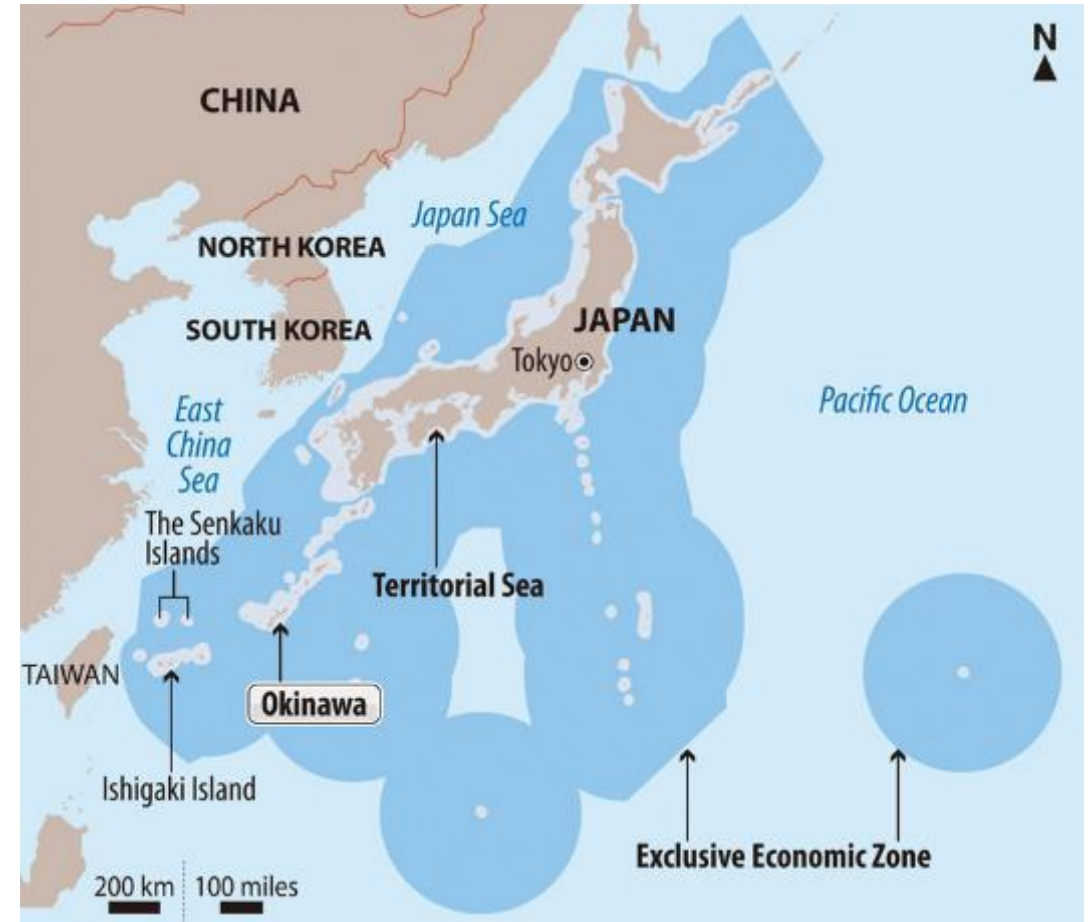 N
CHINA
Japan Sea
NORTH KOREA
SOUTH KOREA
JAPAN
Tokyo
Pacific Ocean
East
China
Sea
The Senkaku
Islands
Territorial Sea
TAIWAN
Okinawa
Ishigaki Island
Exclusive Economic Zone
200 km 100 miles